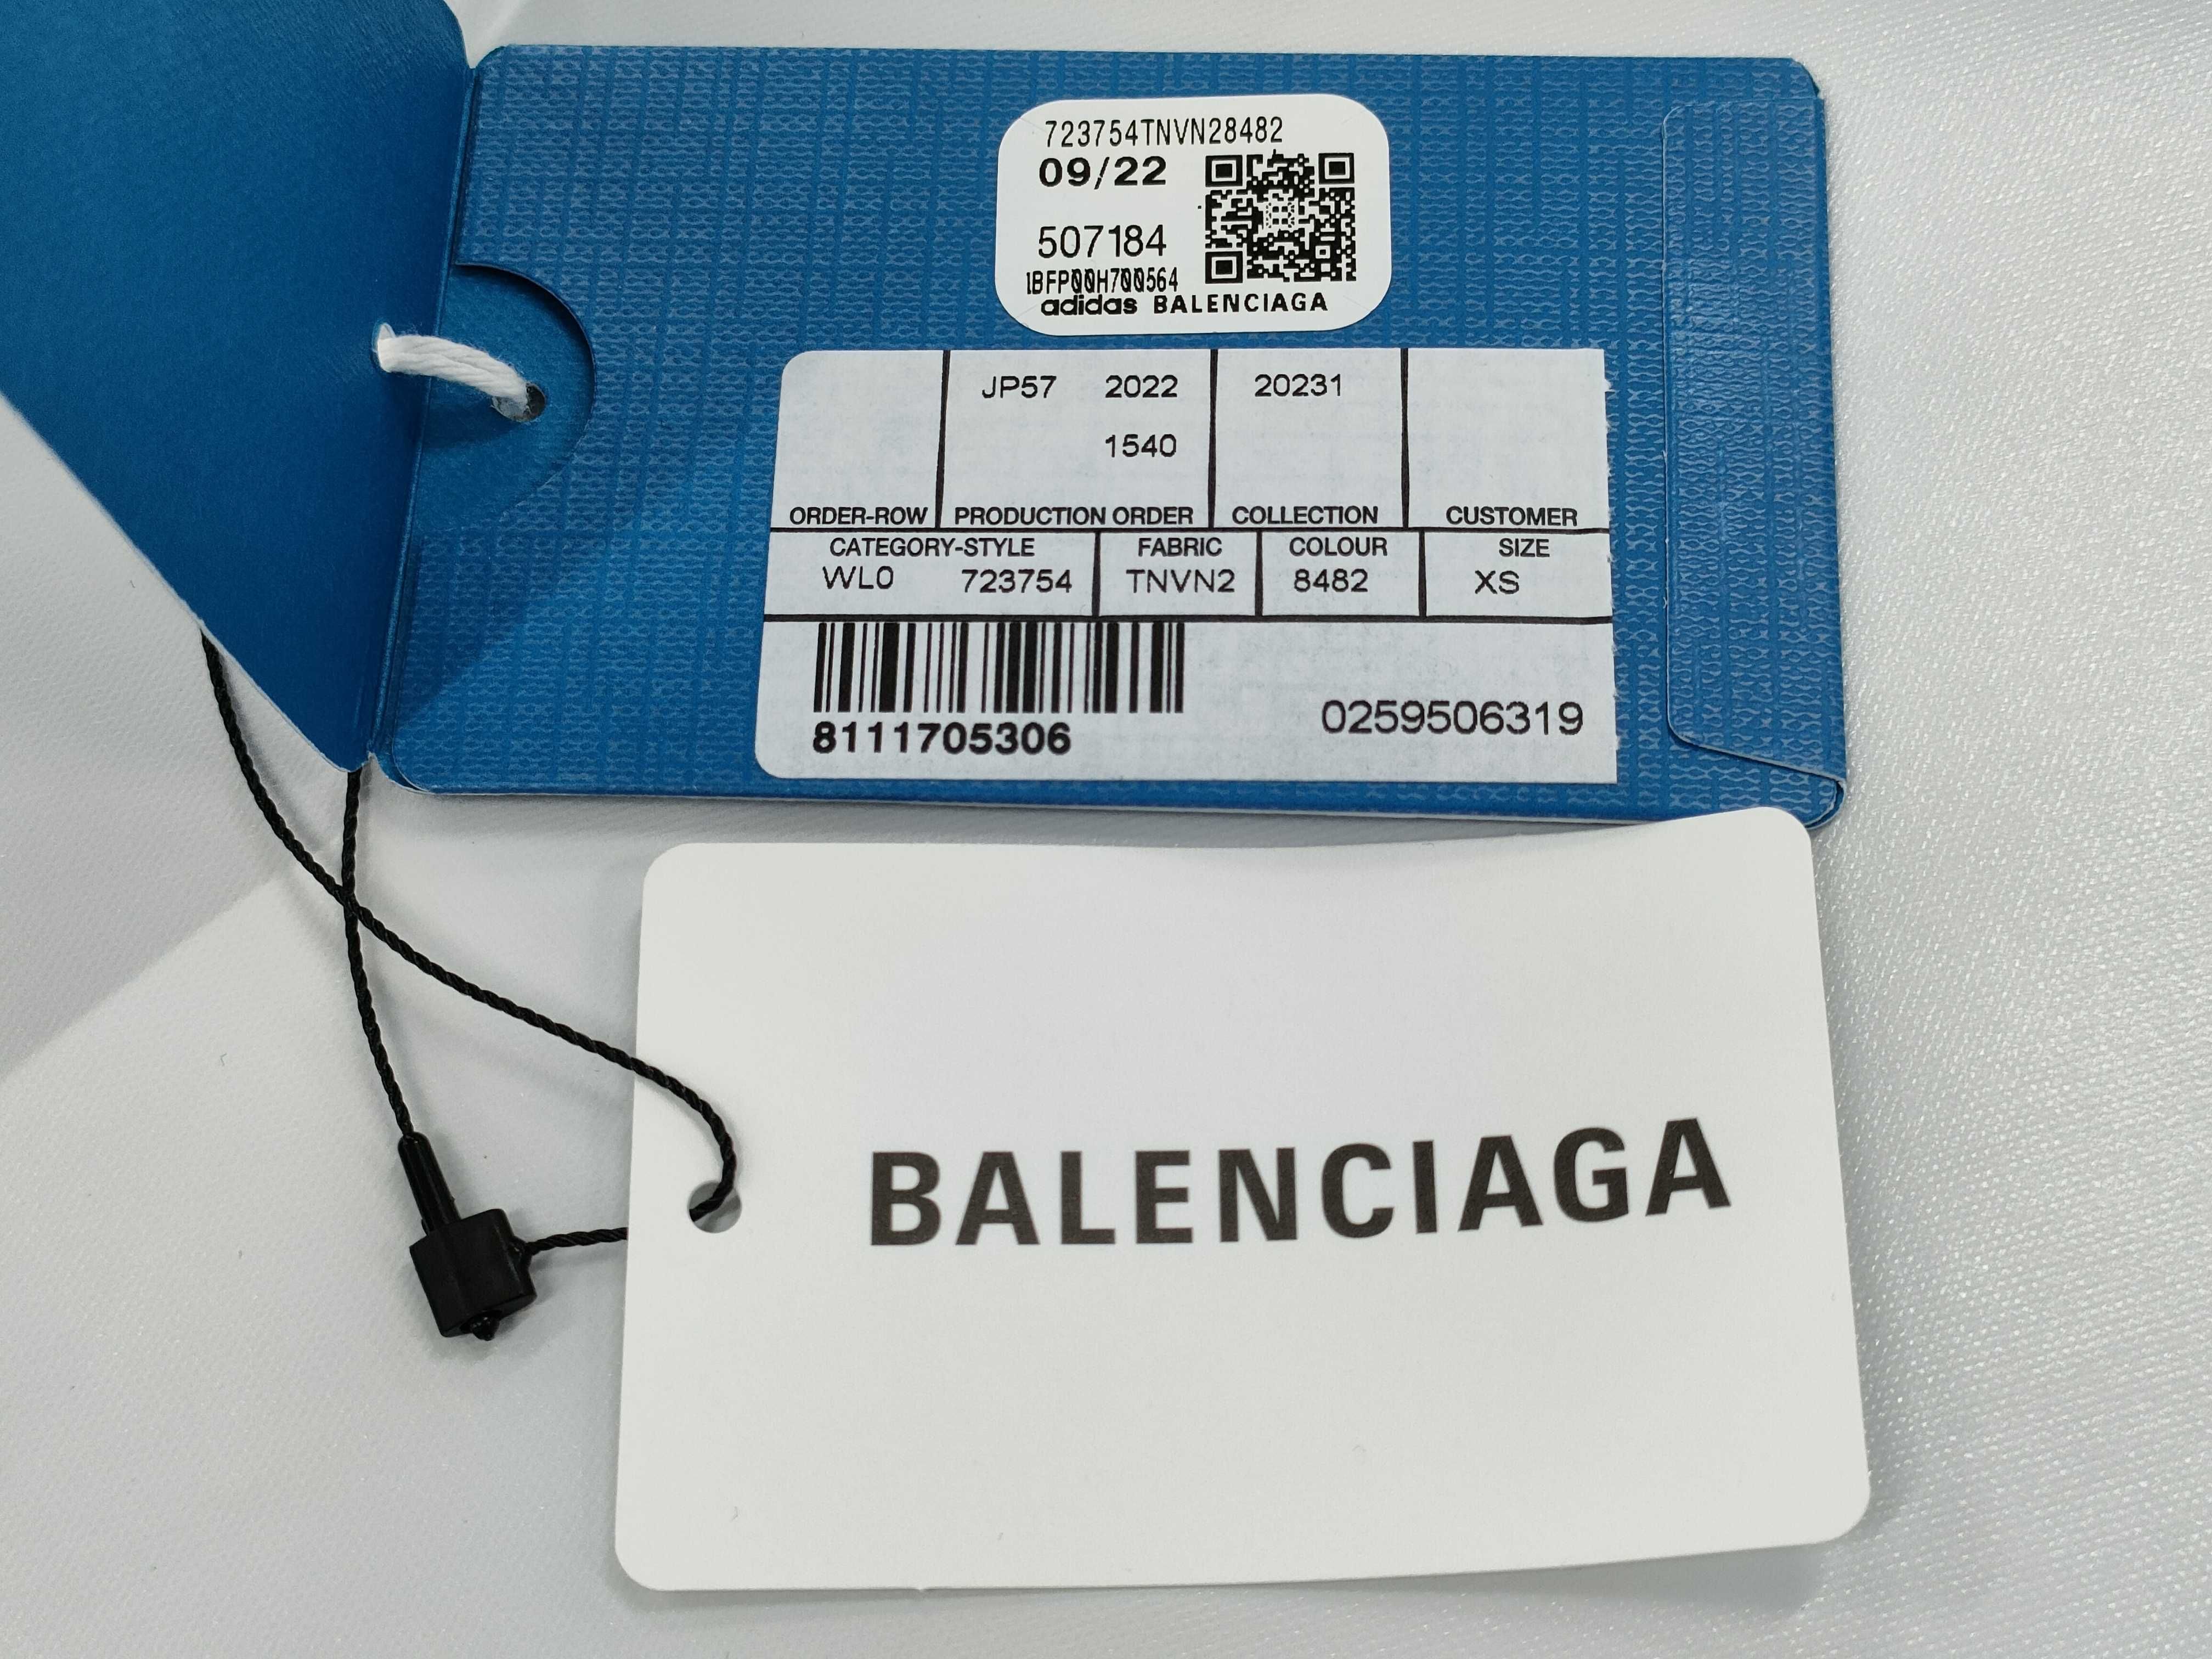 723754TNVN28482
09/22
507184
1BFP00H700564
adidas BALENCIAGA
JP57 2022 20231
1540
ORDER-ROW PRODUCTION ORDER COLLECTION CUSTOMER
CATEGORY-STYLE FABRIC COLOUR SIZE
WL0 723754 TNVN2 8482 XS
8111705306 0259506319
BALENCIAGA